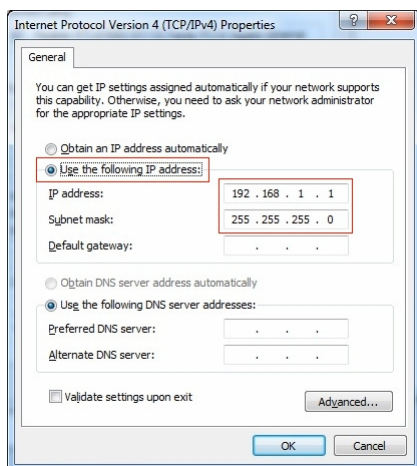 Internet Protocol Version 4 (TCP/IPv4) Properties
General
You can get IP settings assigned automatically if your network supports
this capability. Otherwise, you need to ask your network administrator
for the appropriate IP settings.
Obtain an IP address automatically
Use the following IP address:
IP address: 192 . 168 . 1 . 1
Subnet mask: 255 . 255 . 255 . 0
Default gateway: . . .
Obtain DNS server address automatically
Use the following DNS server addresses:
Preferred DNS server: . . .
Alternate DNS server: . . .
Validate settings upon exit
Advanced...
OK Cancel